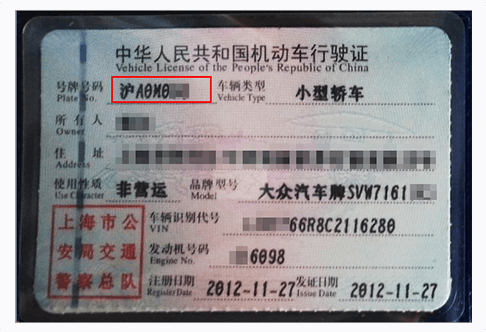 中华人民共和国机动车行驶证
Vehicle License of the People's Republic of China
号牌号码 沪A0M0 车辆类型 小型轿车
Plate No. Vehicle Type
所有人
Owner
住址
Address
使用性质 非营运 品牌型号 大众汽车牌SVW7161
Use Character Model
上海市公
安局交通
警察总队
车辆识别代号 66R8C2116280
VIN
发动机号码 6098
Engine No.
注册日期 2012-11-27 发证日期 2012-11-27
Register Date Issue Date